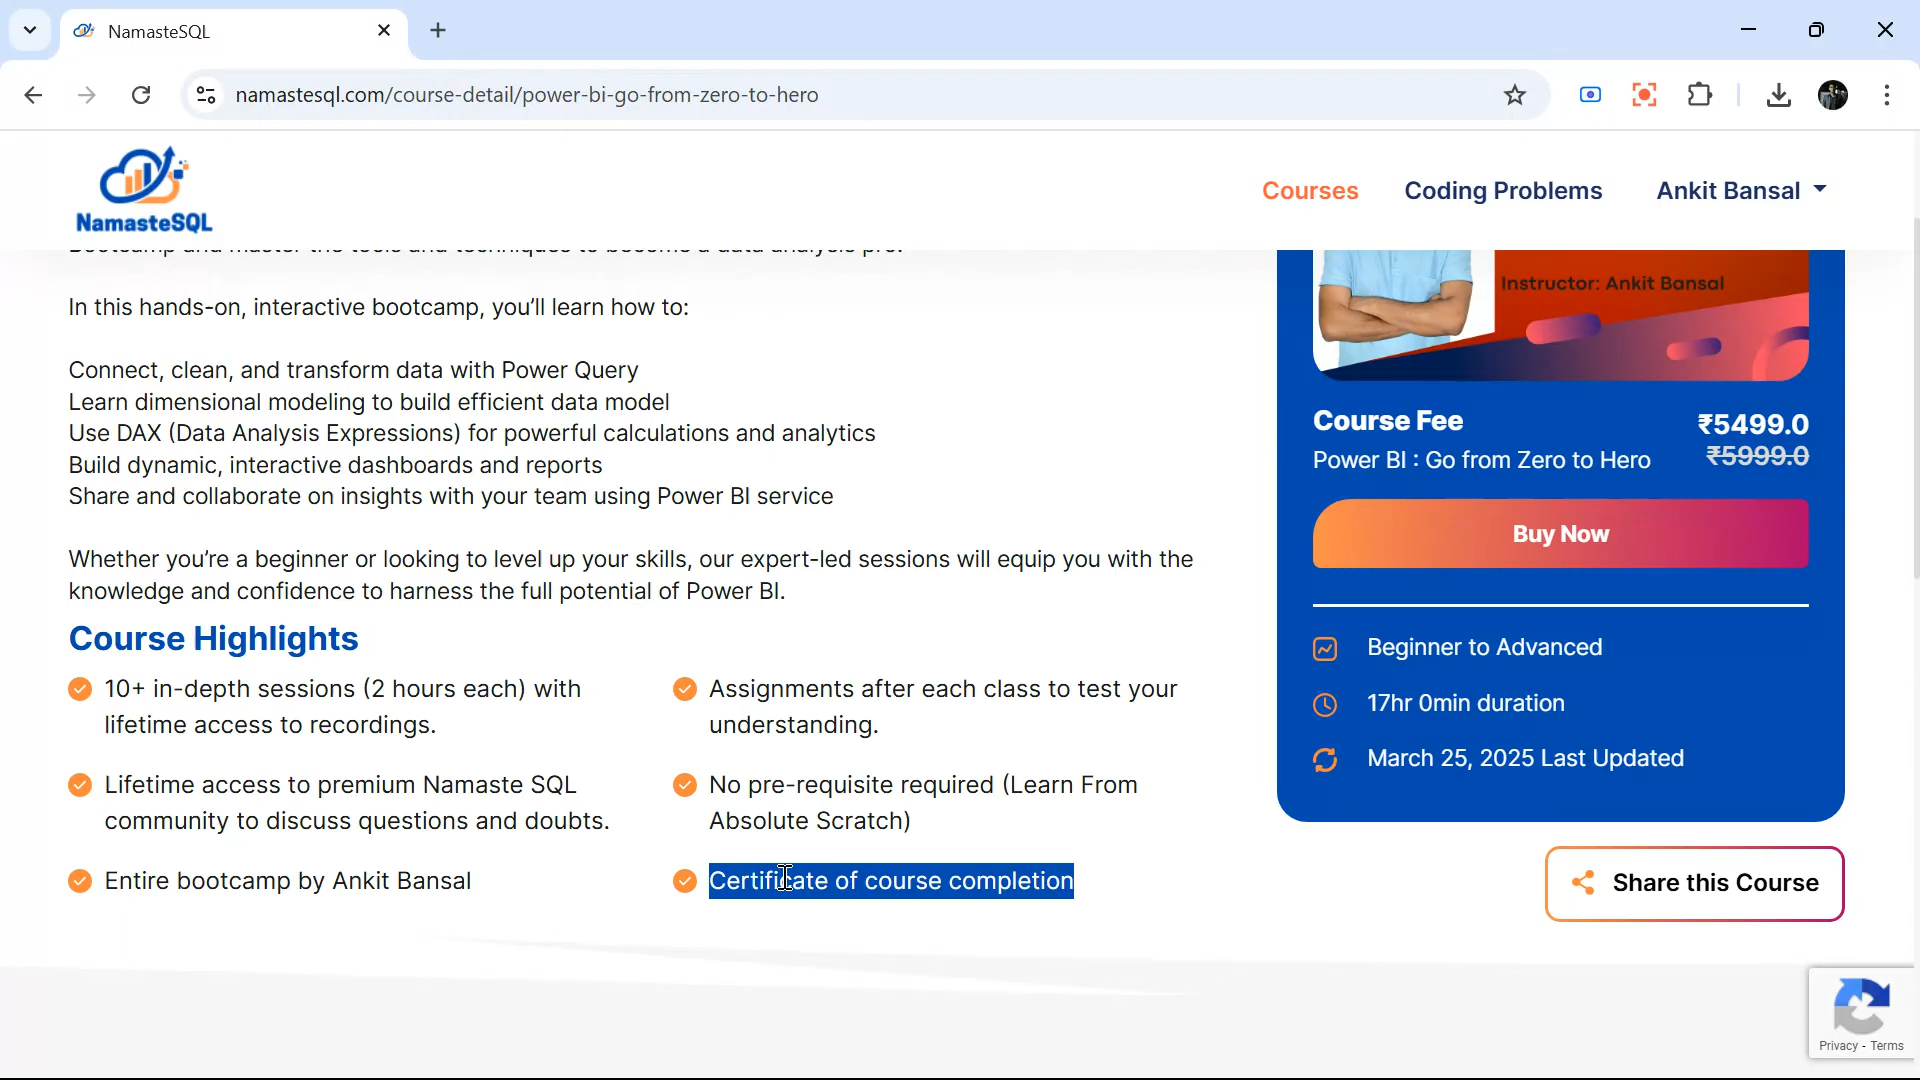 NamasteSQL
namastesql.com/course-detail/power-bi-go-from-zero-to-hero
NamasteSQL
Courses
Coding Problems
Ankit Bansal
In this hands-on, interactive bootcamp, you'll learn how to:
Connect, clean, and transform data with Power Query
Learn dimensional modeling to build efficient data model
Use DAX (Data Analysis Expressions) for powerful calculations and analytics
Build dynamic, interactive dashboards and reports
Share and collaborate on insights with your team using Power BI service
Whether you're a beginner or looking to level up your skills, our expert-led sessions will equip you with the
knowledge and confidence to harness the full potential of Power BI.
Course Highlights
10+ in-depth sessions (2 hours each) with
lifetime access to recordings.
Assignments after each class to test your
understanding.
Lifetime access to premium Namaste SQL
community to discuss questions and doubts.
No pre-requisite required (Learn From
Absolute Scratch)
Entire bootcamp by Ankit Bansal
Certificate of course completion
Instructor: Ankit Bansal
Course Fee
₹5499.0
Power BI : Go from Zero to Hero
₹5999.0
Buy Now
Beginner to Advanced
17hr 0min duration
March 25, 2025 Last Updated
Share this Course
Privacy - Terms